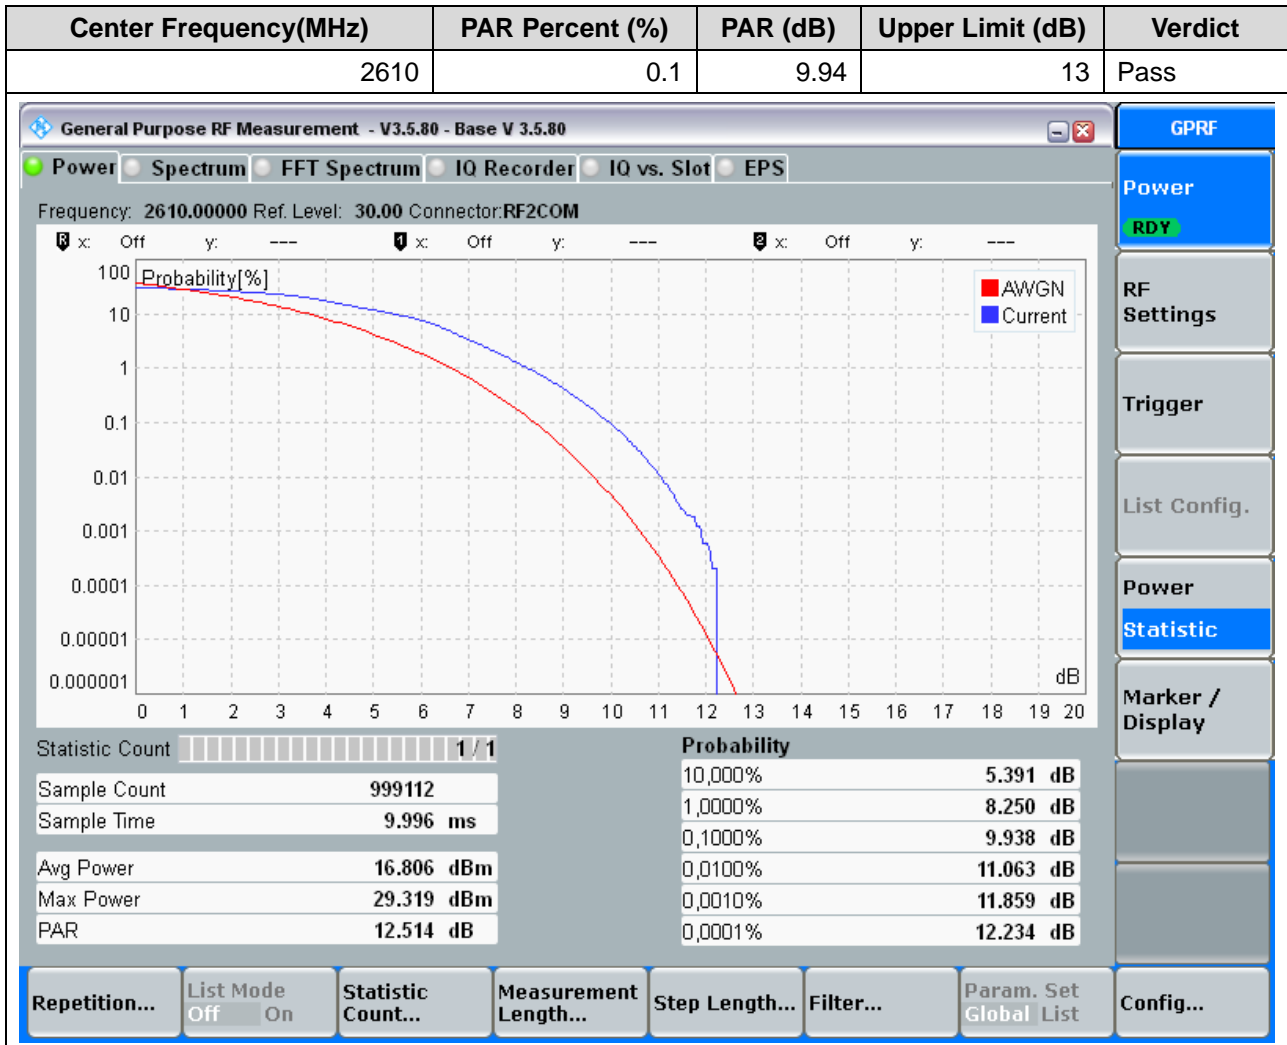 Center Frequency(MHz) PAR Percent (%) PAR (dB) Upper Limit (dB) Verdict
2610 0.1 9.94 13 Pass
General Purpose RF Measurement - V3.5.80 - Base V 3.5.80
GPRF
Power Spectrum FFT Spectrum IQ Recorder IQ vs. Slot EPS
Frequency: 2610.00000 Ref. Level: 30.00 Connector:RF2COM
R x: Off y: --- 1 x: Off y: --- 2 x: Off y: ---
Probability[%]
100
10
1
0.1
0.01
0.001
0.0001
0.00001
0.000001
AWGN
Current
dB
0 1 2 3 4 5 6 7 8 9 10 11 12 13 14 15 16 17 18 19 20
Statistic Count 1 / 1
Sample Count 999112
Sample Time 9.996 ms
Avg Power 16.806 dBm
Max Power 29.319 dBm
PAR 12.514 dB
Probability
10,000% 5.391 dB
1,0000% 8.250 dB
0,1000% 9.938 dB
0,0100% 11.063 dB
0,0010% 11.859 dB
0,0001% 12.234 dB
Power
RDY
RF
Settings
Trigger
List Config.
Power
Statistic
Marker /
Display
Repetition...
List Mode
Off On
Statistic
Count...
Measurement
Length...
Step Length...
Filter...
Param. Set
Global List
Config...